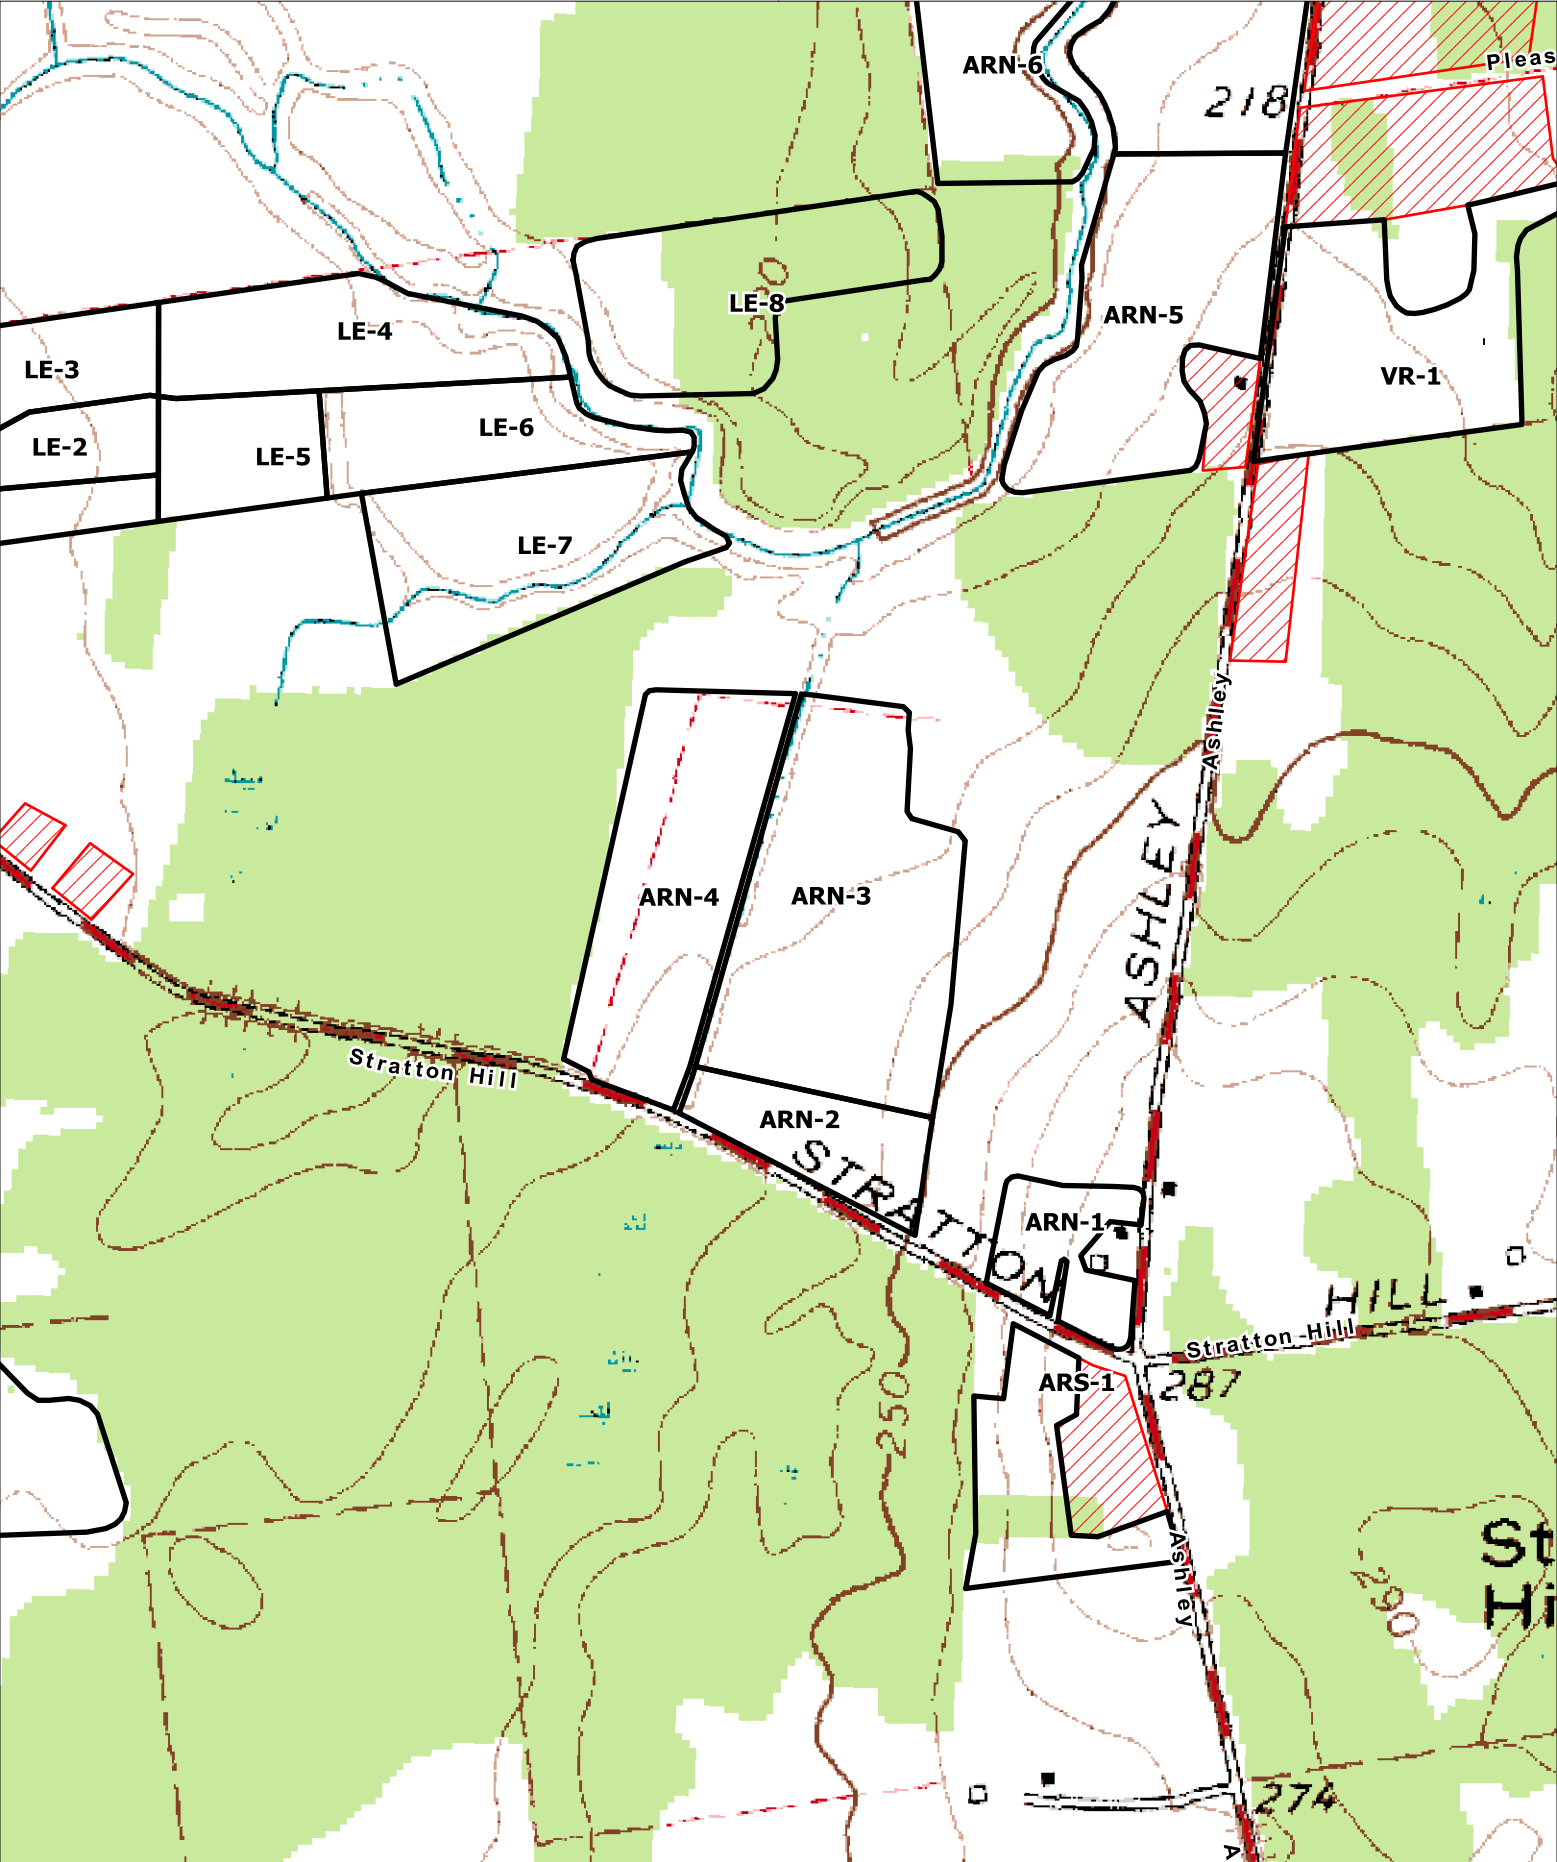 Pleas
ARN-6
218
LE-8
ARN-5
LE-4
LE-3
VR-1
LE-6
LE-2
LE-5
LE-7
Ashley
ASHLEY
ARN-4
ARN-3
Stratton Hill
ARN-2
STRATTON
ARN-1
HILL
Stratton Hill
ARS-1
287
250
St
Hi
Ashley
290
274
A